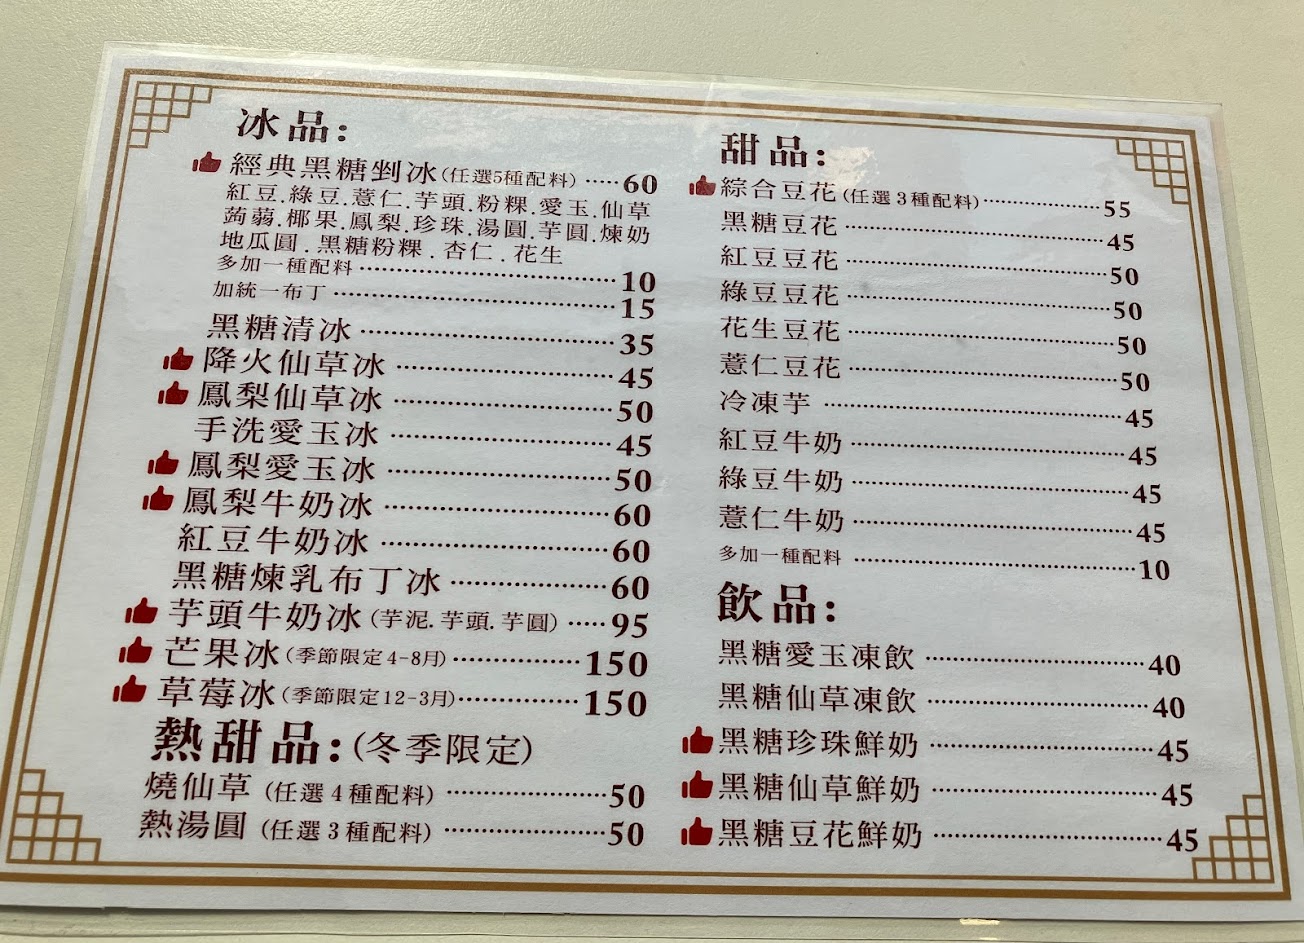 冰品:
經典黑糖剉冰(任選5種配料)·····60
紅豆.綠豆.薏仁.芋頭.粉粿.愛玉.仙草
蒟蒻.椰果.鳳梨.珍珠.湯圓.芋圓.煉奶
地瓜圓.黑糖粉粿.杏仁.花生
多加一種配料··········10
加統一布丁··········15
黑糖清冰··········35
降火仙草冰··········45
鳳梨仙草冰··········50
手洗愛玉冰··········45
鳳梨愛玉冰··········50
鳳梨牛奶冰··········60
紅豆牛奶冰··········60
黑糖煉乳布丁冰··········60
芋頭牛奶冰(芋泥.芋頭.芋圓)·····95
芒果冰(季節限定4-8月)··········150
草莓冰(季節限定12-3月)··········150
熱甜品:(冬季限定)
燒仙草(任選4種配料)··········50
熱湯圓(任選3種配料)··········50
甜品:
綜合豆花(任選3種配料)··········55
黑糖豆花··········45
紅豆豆花··········50
綠豆豆花··········50
花生豆花··········50
薏仁豆花··········50
冷凍芋··········45
紅豆牛奶··········45
綠豆牛奶··········45
薏仁牛奶··········45
多加一種配料··········10
飲品:
黑糖愛玉凍飲··········40
黑糖仙草凍飲··········40
黑糖珍珠鮮奶··········45
黑糖仙草鮮奶··········45
黑糖豆花鮮奶··········45